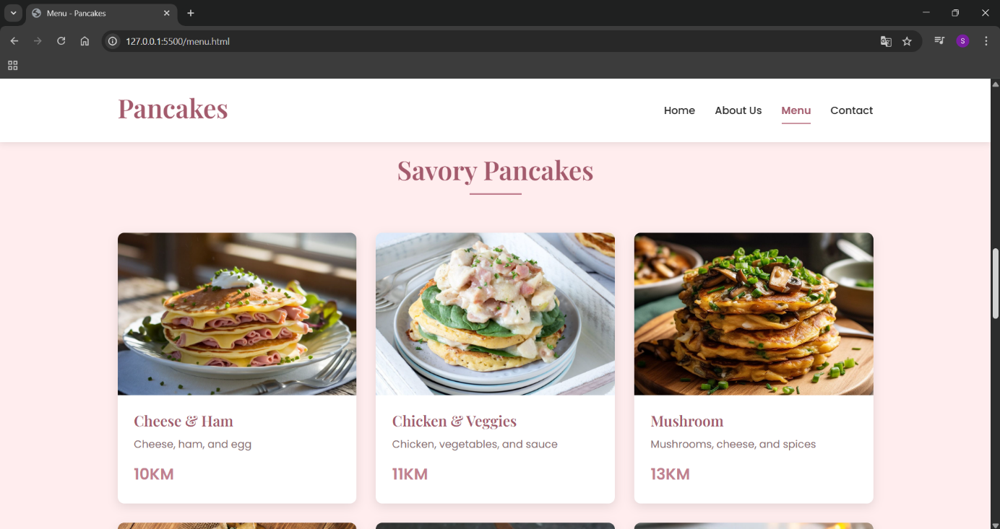 Menu - Pancakes
127.0.0.1:5500/menu.html
S
Pancakes
Home About Us Menu Contact
Savory Pancakes
Cheese & Ham
Cheese, ham, and egg
10KM
Chicken & Veggies
Chicken, vegetables, and sauce
11KM
Mushroom
Mushrooms, cheese, and spices
13KM